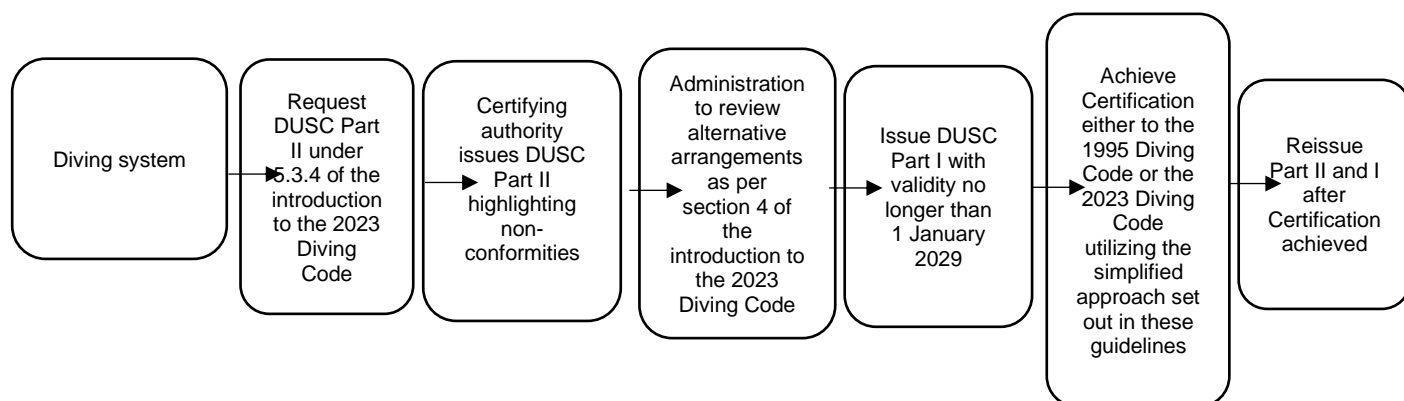 Diving system
Request
DUSC Part
II under
5.3.4 of the
introduction
to the 2023
Diving
Code
Certifying
authority
issues DUSC
Part II
highlighting
non-
conformities
Administration
to review
alternative
arrangements
as per
section 4 of
the
introduction to
the 2023
Diving Code
Issue DUSC
Part I with
validity no
longer than
1 January
2029
Achieve
Certification
either to the
1995 Diving
Code or the
2023 Diving
Code
utilizing the
simplified
approach set
out in these
guidelines
Reissue
Part II and I
after
Certification
achieved